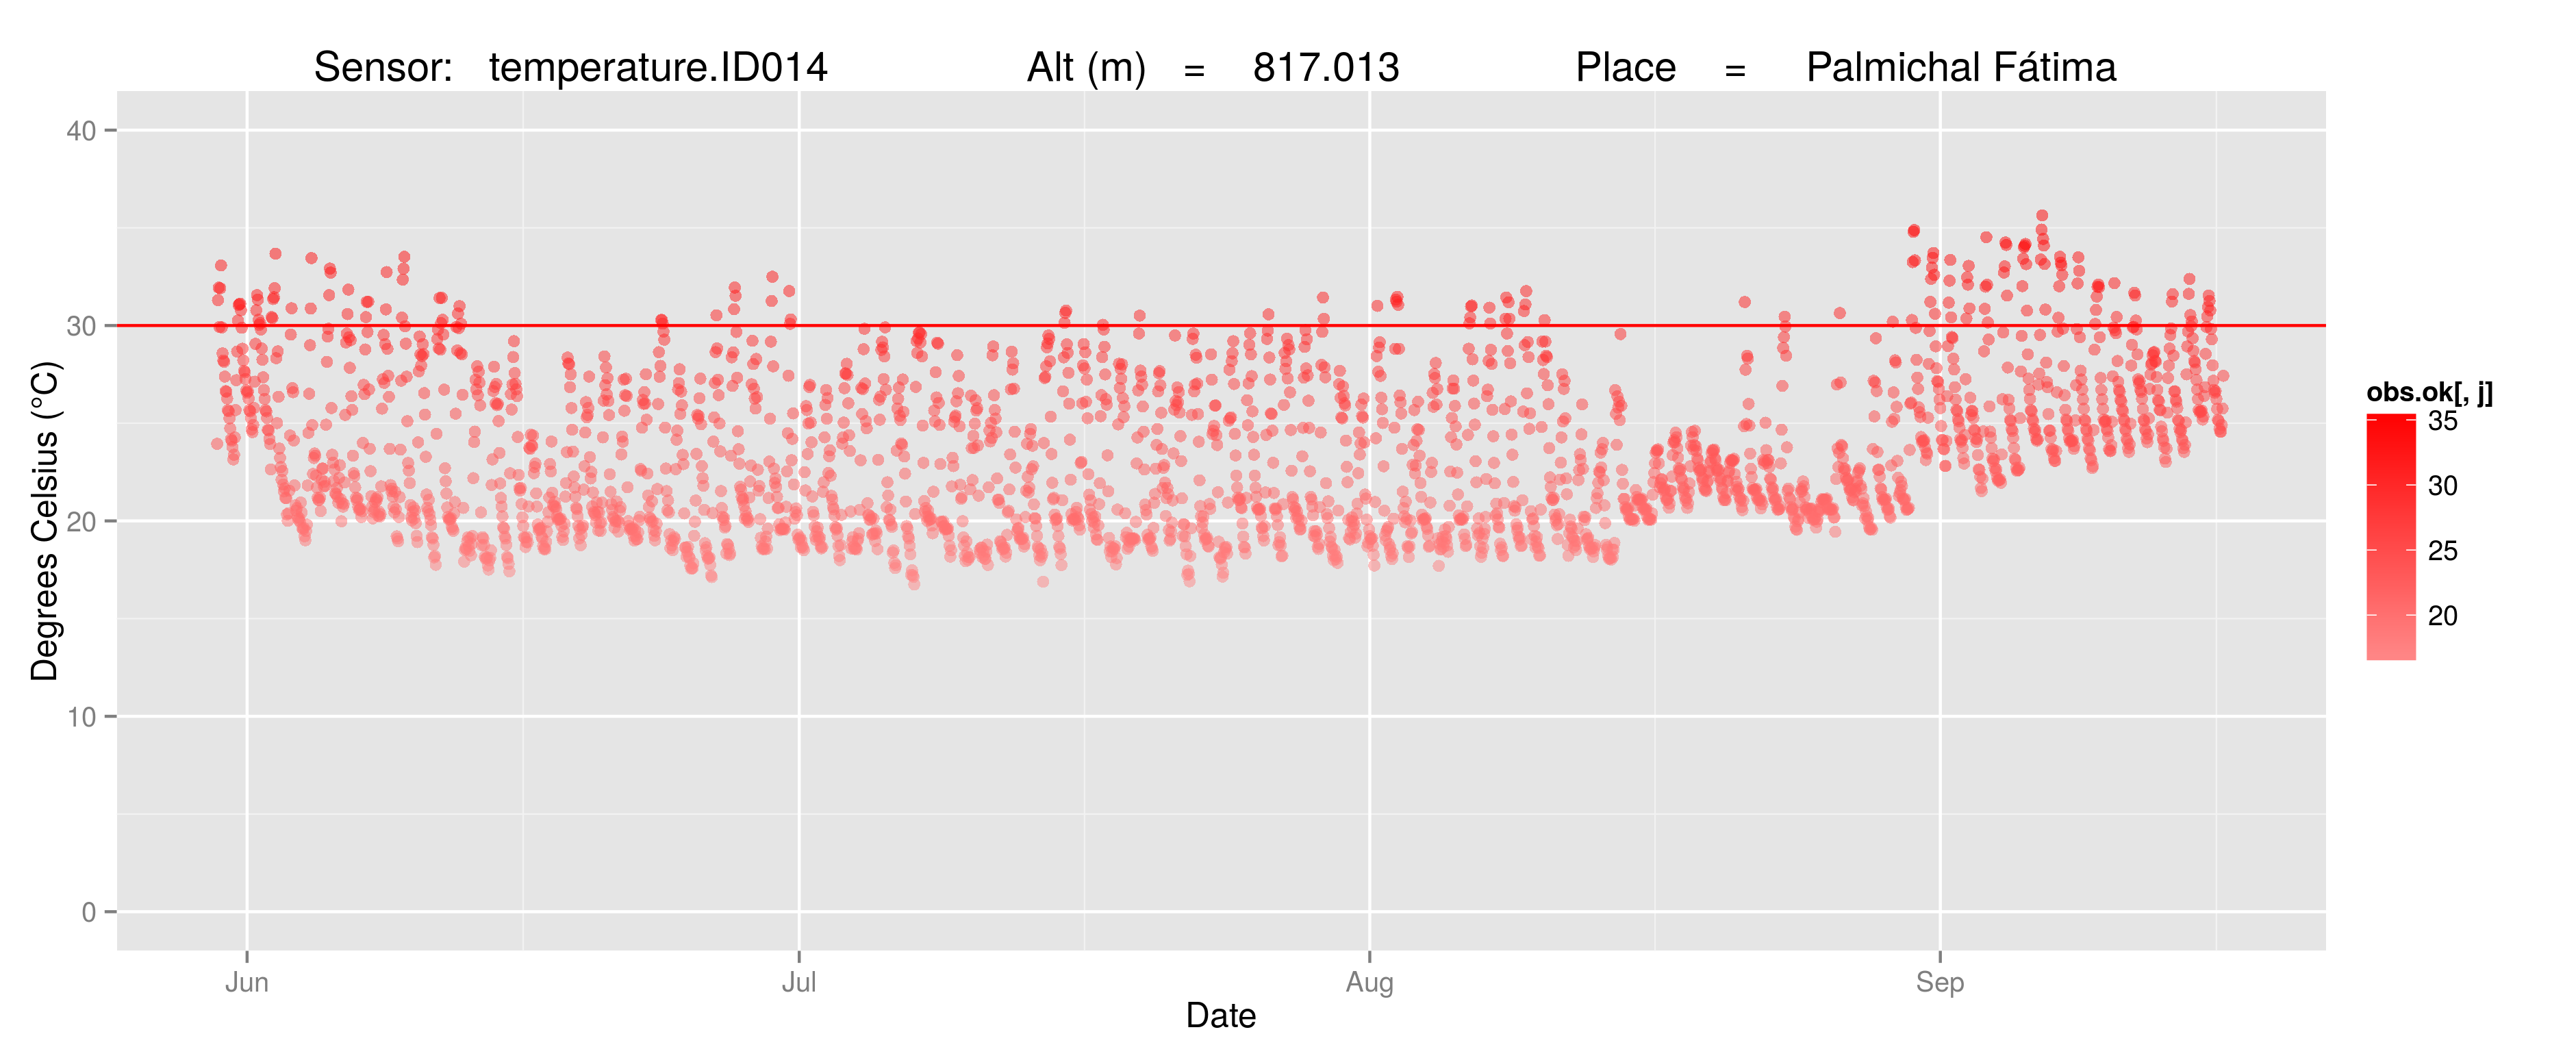 Sensor: temperature.ID014 Alt (m) = 817.013 Place = Palmichal Fátima
40
30
20
10
0
Degrees Celsius (°C)
Jun Jul Aug Sep
Date
obs.ok[, j]
35
30
25
20